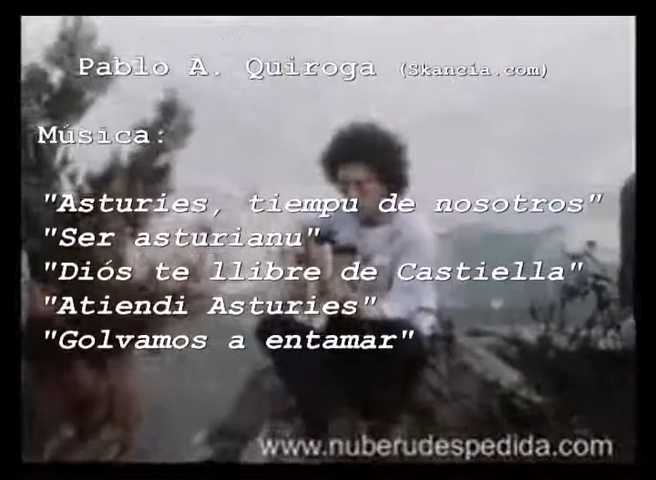 Pablo A. Quiroga (Skancia.com)
Música:
"Asturies, tiempu de nosotros"
"Ser asturianu"
"Diós te llibre de Castiella"
"Atiendi Asturies"
"Golvamos a entamar"
www.nuberudespedida.com